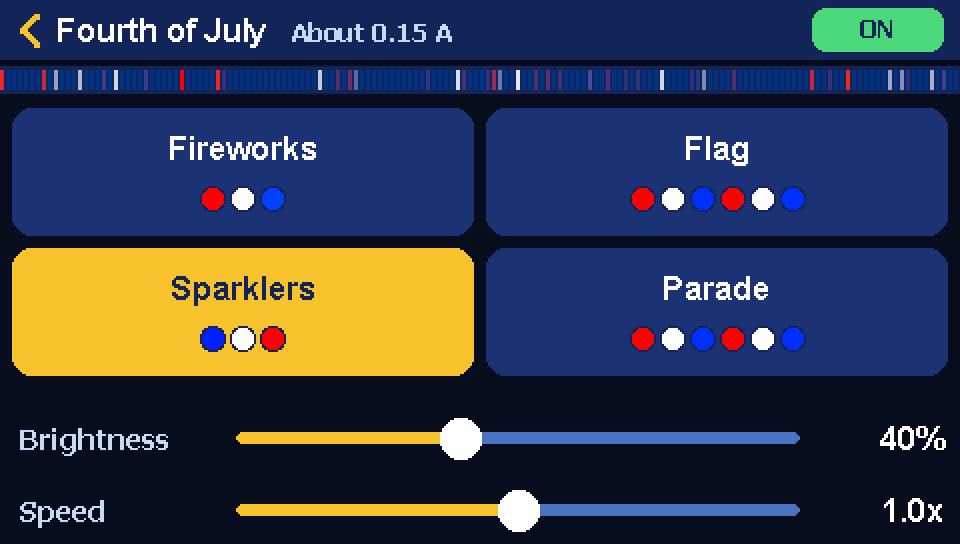 Fourth of July About 0.15 A ON
Fireworks Flag
Sparklers Parade
Brightness 40%
Speed 1.0x